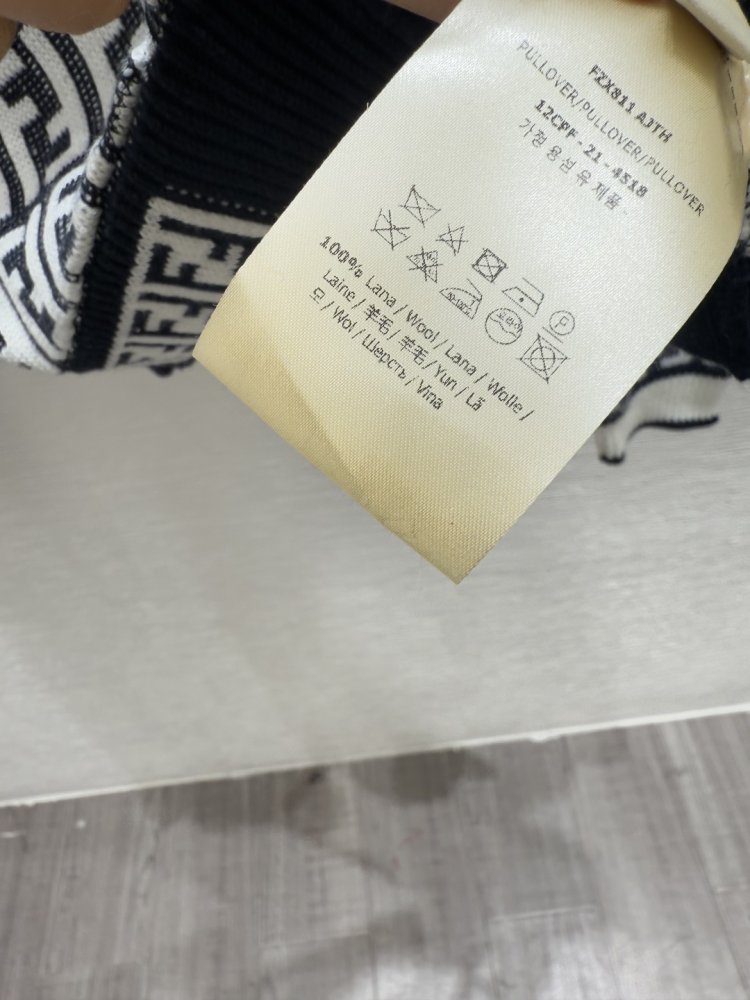 FZX811 AJTH
PULLOVER/PULLOVER/PULLOVER
12CPF - 21 - 4518
가정 용 섬 유 제품
P
100% Lana / Wool / Lana / Wolle /
Laine / 羊毛 / 羊毛 / Yun / Lã
모 / Wol / Шерсть / Vina